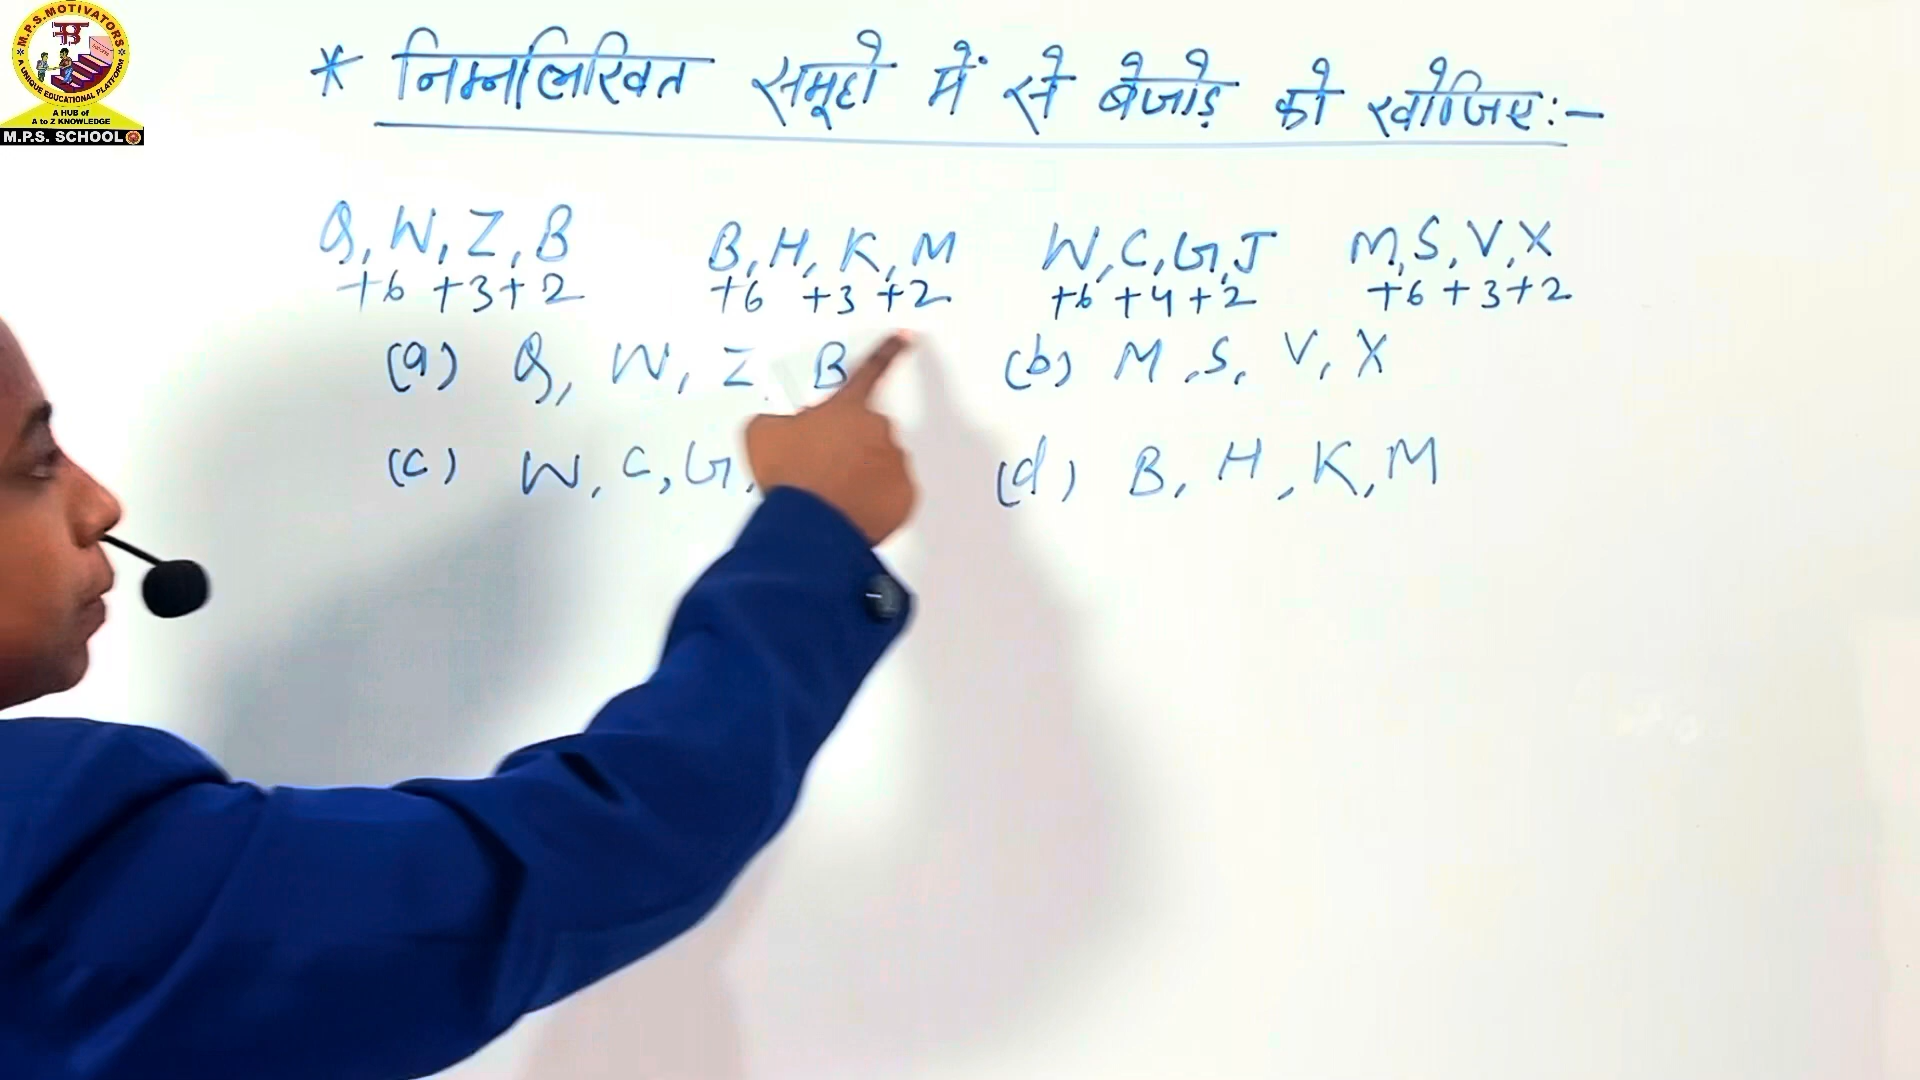 M.P.S.MOTIVATORS
A UNIQUE EDUCATIONAL PLATFORM
A HUB of
A to Z KNOWLEDGE
M.P.S. SCHOOL
* निम्नलिखित समूहो में से बेजोड़ को खोजिए:-
Q, W, Z, B B, H, K, M W, C, G, J M, S, V, X
+6 +3 +2 +6 +3 +2 +6 +4 +2 +6 +3 +2
(a) Q, W, Z B (b) M, S, V, X
(c) W, C, G, (d) B, H, K, M